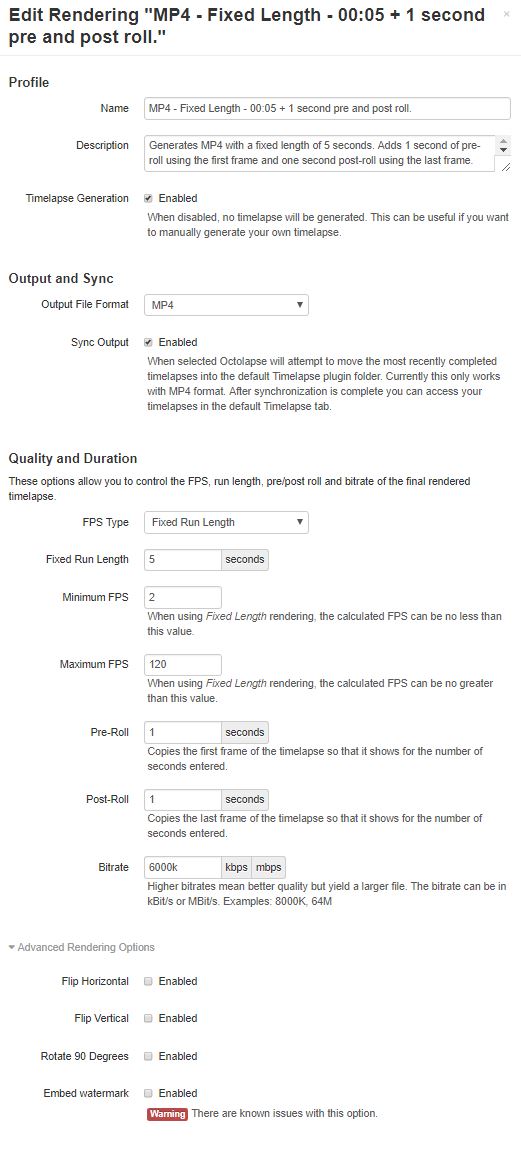 Edit Rendering "MP4 - Fixed Length - 00:05 + 1 second
pre and post roll."
×
Profile
Name
MP4 - Fixed Length - 00:05 + 1 second pre and post roll.
Description
Generates MP4 with a fixed length of 5 seconds. Adds 1 second of pre-
roll using the first frame and one second post-roll using the last frame.
Timelapse Generation
Enabled
When disabled, no timelapse will be generated. This can be useful if you want
to manually generate your own timelapse.
Output and Sync
Output File Format
MP4
Sync Output
Enabled
When selected Octolapse will attempt to move the most recently completed
timelapses into the default Timelapse plugin folder. Currently this only works
with MP4 format. After synchronization is complete you can access your
timelapses in the default Timelapse tab.
Quality and Duration
These options allow you to control the FPS, run length, pre/post roll and bitrate of the final rendered
timelapse.
FPS Type
Fixed Run Length
Fixed Run Length
5 seconds
Minimum FPS
2
When using Fixed Length rendering, the calculated FPS can be no less than
this value.
Maximum FPS
120
When using Fixed Length rendering, the calculated FPS can be no greater
than this value.
Pre-Roll
1 seconds
Copies the first frame of the timelapse so that it shows for the number of
seconds entered.
Post-Roll
1 seconds
Copies the last frame of the timelapse so that it shows for the number of
seconds entered.
Bitrate
6000k kbps mbps
Higher bitrates mean better quality but yield a larger file. The bitrate can be in
kBit/s or MBit/s. Examples: 8000K, 64M
Advanced Rendering Options
Flip Horizontal
Enabled
Flip Vertical
Enabled
Rotate 90 Degrees
Enabled
Embed watermark
Enabled
Warning There are known issues with this option.